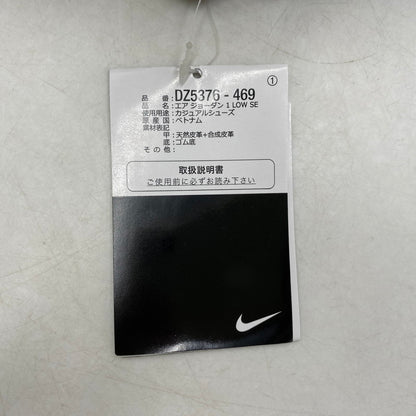 ①
品 番:DZ5376 - 469
品 名:エア ジョーダン 1 LOW SE
使用用途:カジュアルシューズ
原 産 国:ベトナム
素材表記
甲:天然皮革+合成皮革
底:ゴム底
そ の 他:
取扱説明書
ご使用前に必ずお読み下さい